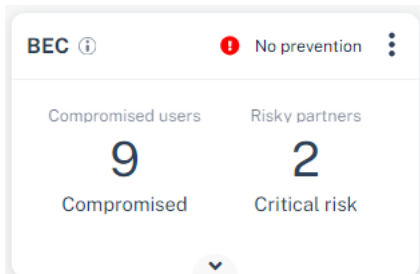 BEC
No prevention
Compromised users
Risky partners
9
2
Compromised
Critical risk